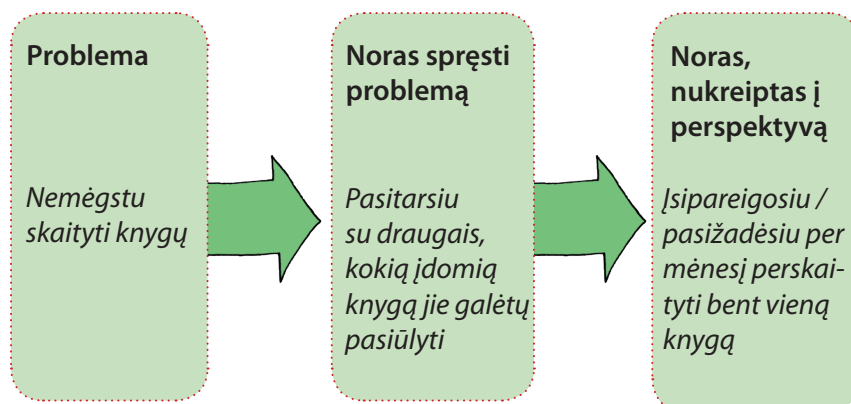 Problema
Nemėgstu
skaityti knygų
Noras spręsti
problemą
Pasitarsiu
su draugais,
kokią įdomią
knygą jie galėtų
pasiūlyti
Noras,
nukreiptas į
perspektyvą
Įsipareigosiu /
pasižadėsiu per
mėnesį perskai-
tyti bent vieną
knygą